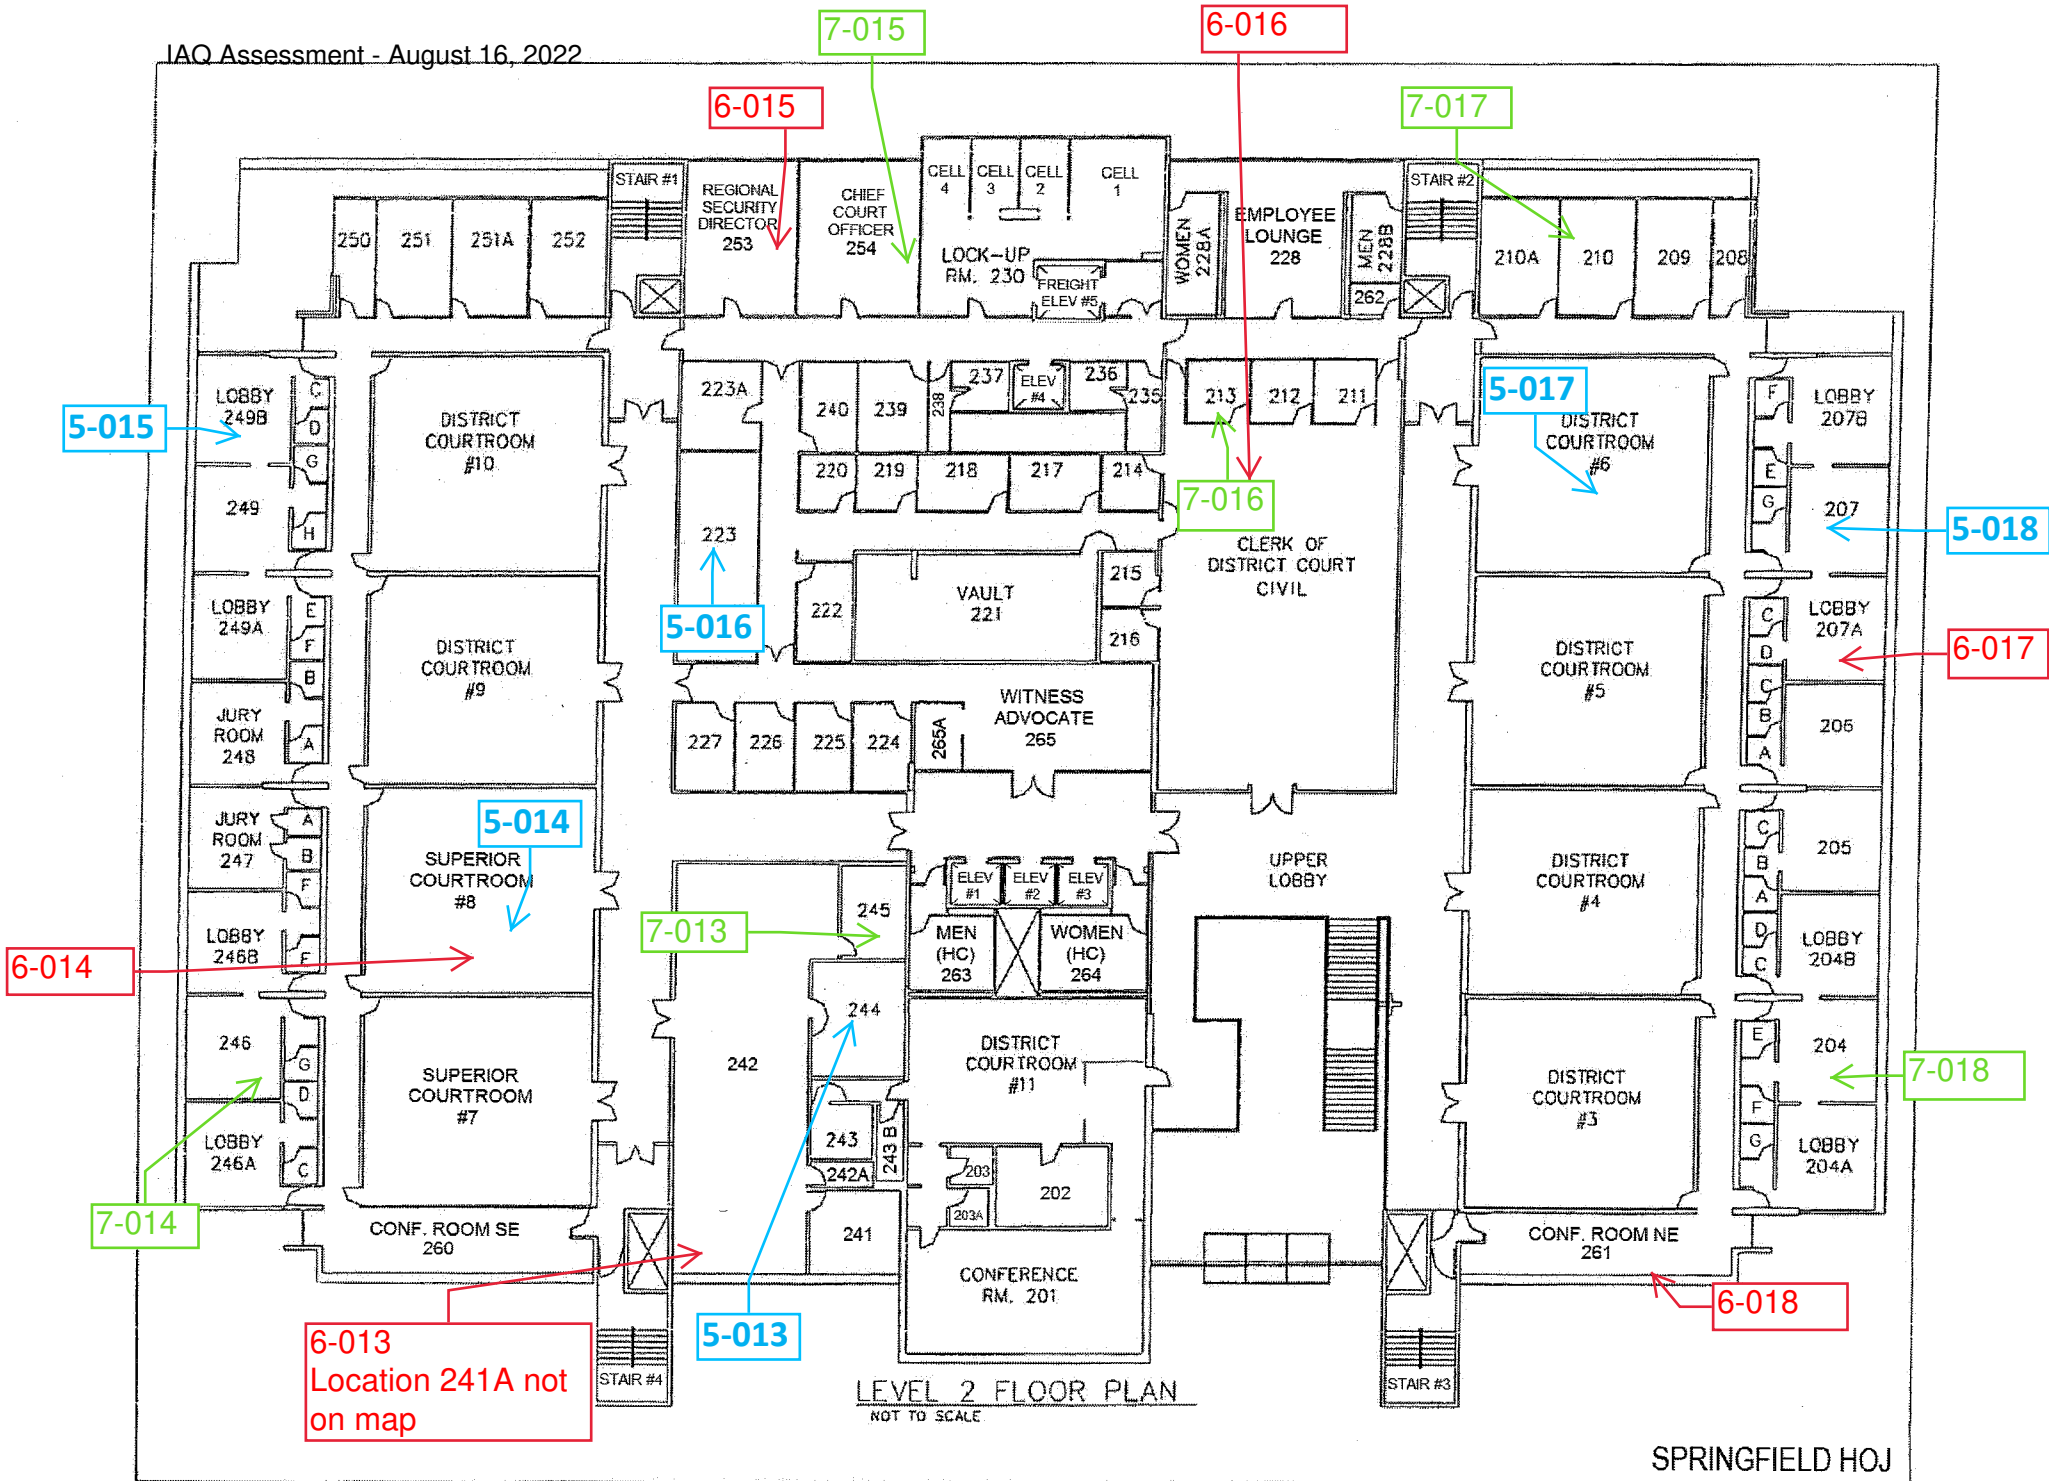 IAQ Assessment - August 16, 2022
7-015
6-016
6-015
7-017
STAIR #1
REGIONAL
SECURITY
DIRECTOR
253
CHIEF
COURT
OFFICER
254
CELL
4
CELL
3
CELL
2
CELL
1
LOCK-UP
RM. 230
FREIGHT
ELEV #5
WOMEN
228A
EMPLOYEE
LOUNGE
228
MEN
228B
262
STAIR #2
250
251
251A
252
210A
210
209
208
LOBBY
249B
C
D
G
H
249
5-015
DISTRICT
COURTROOM
#10
223A
240
239
238
237
ELEV
#4
236
235
213
212
211
5-017
DISTRICT
COURTROOM
#6
F
E
G
LOBBY
207B
207
5-018
220
219
218
217
214
7-016
223
5-016
222
VAULT
221
215
216
CLERK OF
DISTRICT COURT
CIVIL
LOBBY
249A
E
F
B
A
JURY
ROOM
248
DISTRICT
COURTROOM
#9
DISTRICT
COURTROOM
#5
C
D
C
B
A
LOBBY
207A
6-017
206
227
226
225
224
265A
WITNESS
ADVOCATE
265
JURY
ROOM
247
A
B
F
E
LOBBY
246B
5-014
SUPERIOR
COURTROOM
#8
6-014
245
7-013
ELEV
#1
ELEV
#2
ELEV
#3
MEN
(HC)
263
WOMEN
(HC)
264
UPPER
LOBBY
DISTRICT
COURTROOM
#4
C
B
A
D
C
205
LOBBY
204B
246
G
D
C
LOBBY
246A
7-014
SUPERIOR
COURTROOM
#7
242
244
243
243 B
242A
241
DISTRICT
COURTROOM
#11
203
203A
202
DISTRICT
COURTROOM
#3
E
F
G
204
7-018
LOBBY
204A
CONF. ROOM SE
260
CONFERENCE
RM. 201
CONF. ROOM NE
261
6-018
6-013
Location 241A not
on map
5-013
STAIR #4
STAIR #3
LEVEL 2 FLOOR PLAN
NOT TO SCALE
SPRINGFIELD HOJ